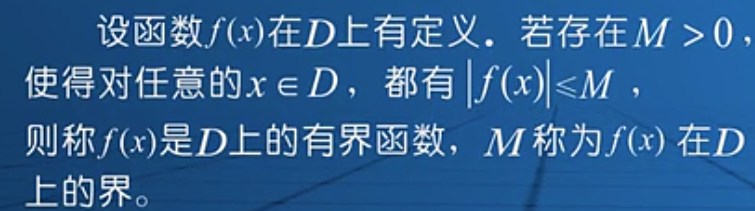 设函数f(x)在D上有定义．若存在M > 0，
使得对任意的x ∈ D，都有|f(x)|≤M，
则称f(x)是D上的有界函数，M称为f(x)在D
上的界。